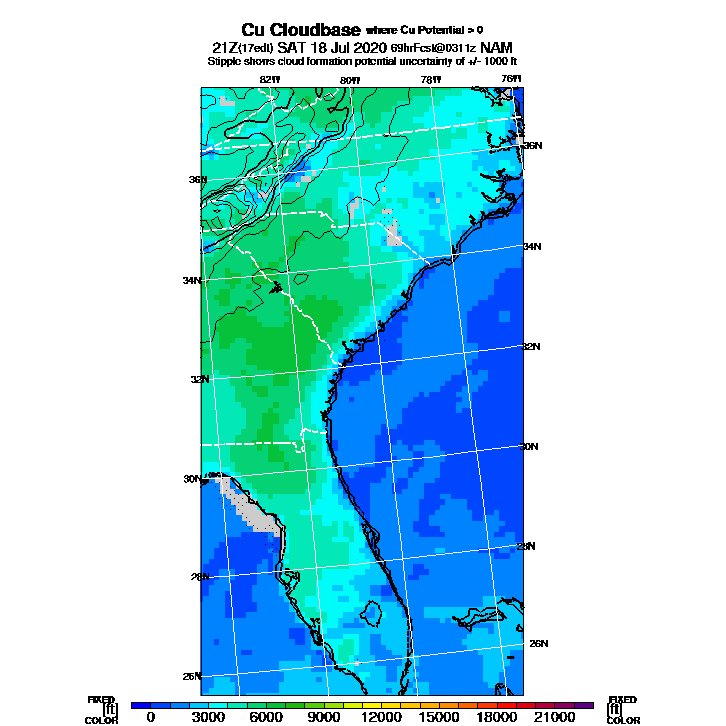 Cu Cloudbase where Cu Potential > 0
21Z(17edt) SAT 18 Jul 2020 69hrFcst@0311z NAM
Stipple shows cloud formation potential uncertainty of +/- 1000 ft
82W 80W 78W 76W
36N
36N
34N
34N
32N
32N
30N
30N
28N
28N
26N
26N
FIXED FIXED
[ft] [ft]
COLOR 0 3000 6000 9000 12000 15000 18000 21000 COLOR